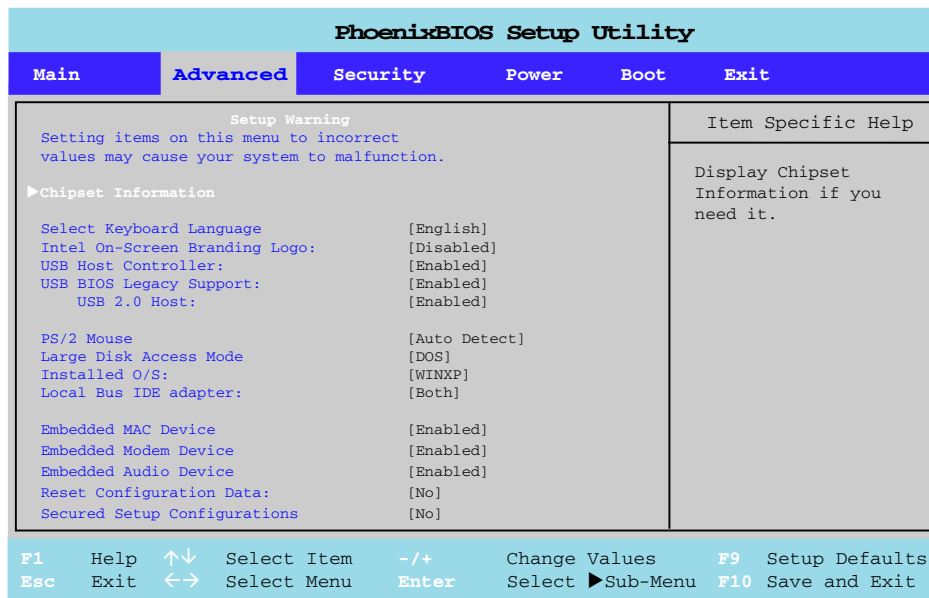 PhoenixBIOS Setup Utility
Main Advanced Security Power Boot Exit
Setup Warning
Setting items on this menu to incorrect
values may cause your system to malfunction.
▶Chipset Information
Select Keyboard Language [English]
Intel On-Screen Branding Logo: [Disabled]
USB Host Controller: [Enabled]
USB BIOS Legacy Support: [Enabled]
USB 2.0 Host: [Enabled]
PS/2 Mouse [Auto Detect]
Large Disk Access Mode [DOS]
Installed O/S: [WINXP]
Local Bus IDE adapter: [Both]
Embedded MAC Device [Enabled]
Embedded Modem Device [Enabled]
Embedded Audio Device [Enabled]
Reset Configuration Data: [No]
Secured Setup Configurations [No]
Item Specific Help
Display Chipset
Information if you
need it.
F1 Help ↑↓ Select Item -/+ Change Values F9 Setup Defaults
Esc Exit ←→ Select Menu Enter Select ▶Sub-Menu F10 Save and Exit